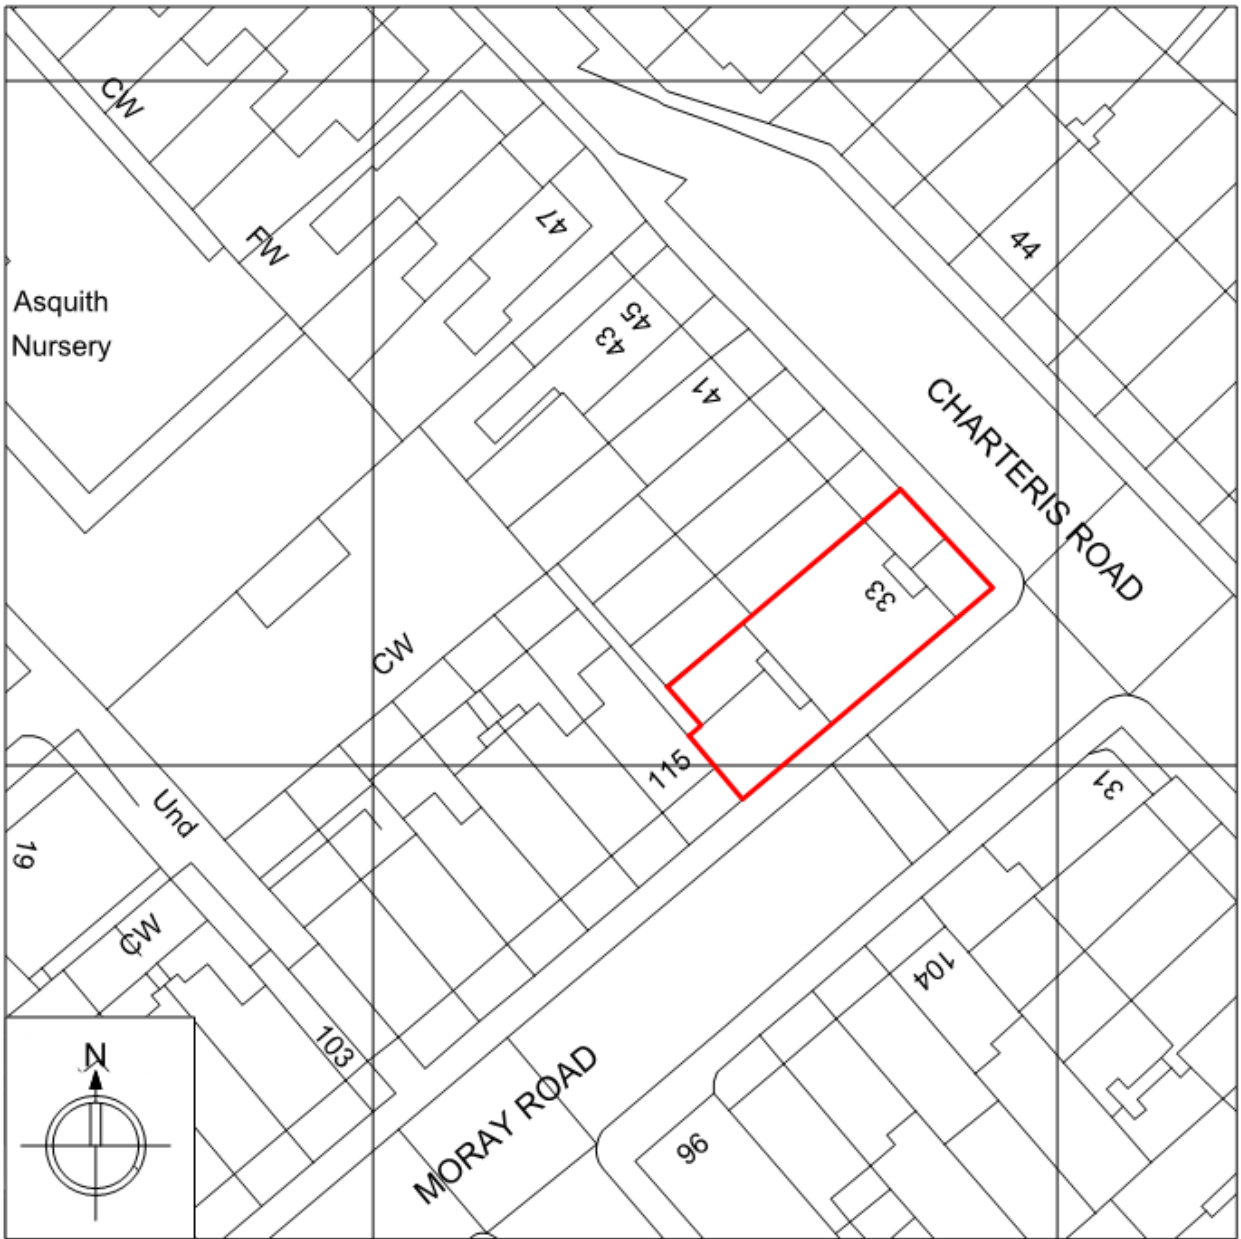 CW
FW
47
Asquith
Nursery
44
45
43
41
CHARTERIS ROAD
33
CW
115
31
Und
19
CW
104
103
N
MORAY ROAD
96